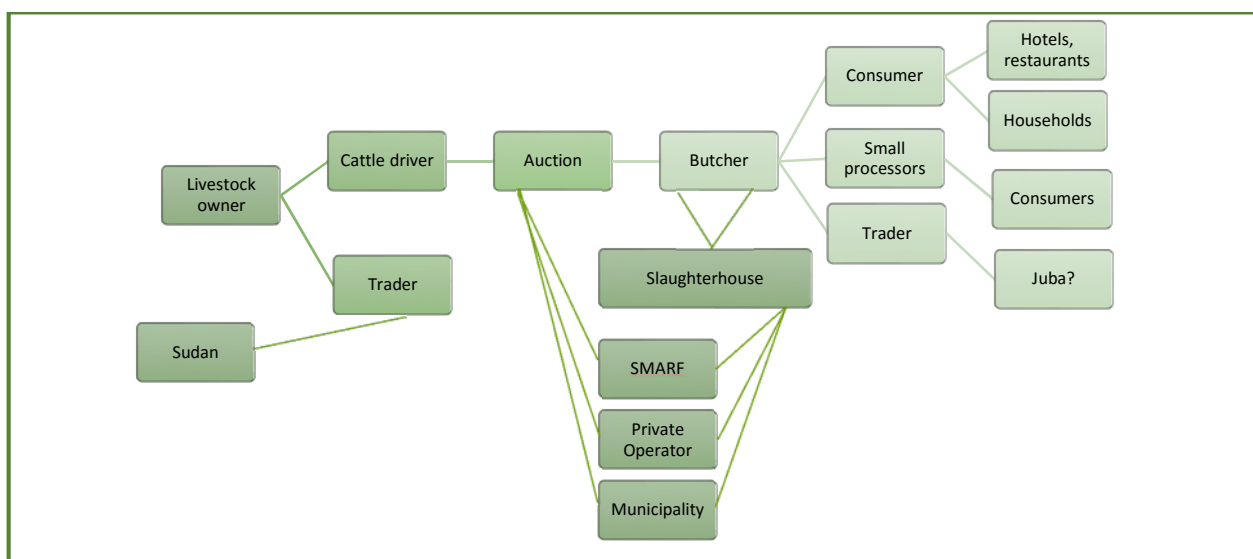 Livestock
owner
Sudan
Cattle driver
Trader
Auction
Butcher
Slaughterhouse
SMARF
Private
Operator
Municipality
Consumer
Small
processors
Trader
Hotels,
restaurants
Households
Consumers
Juba?